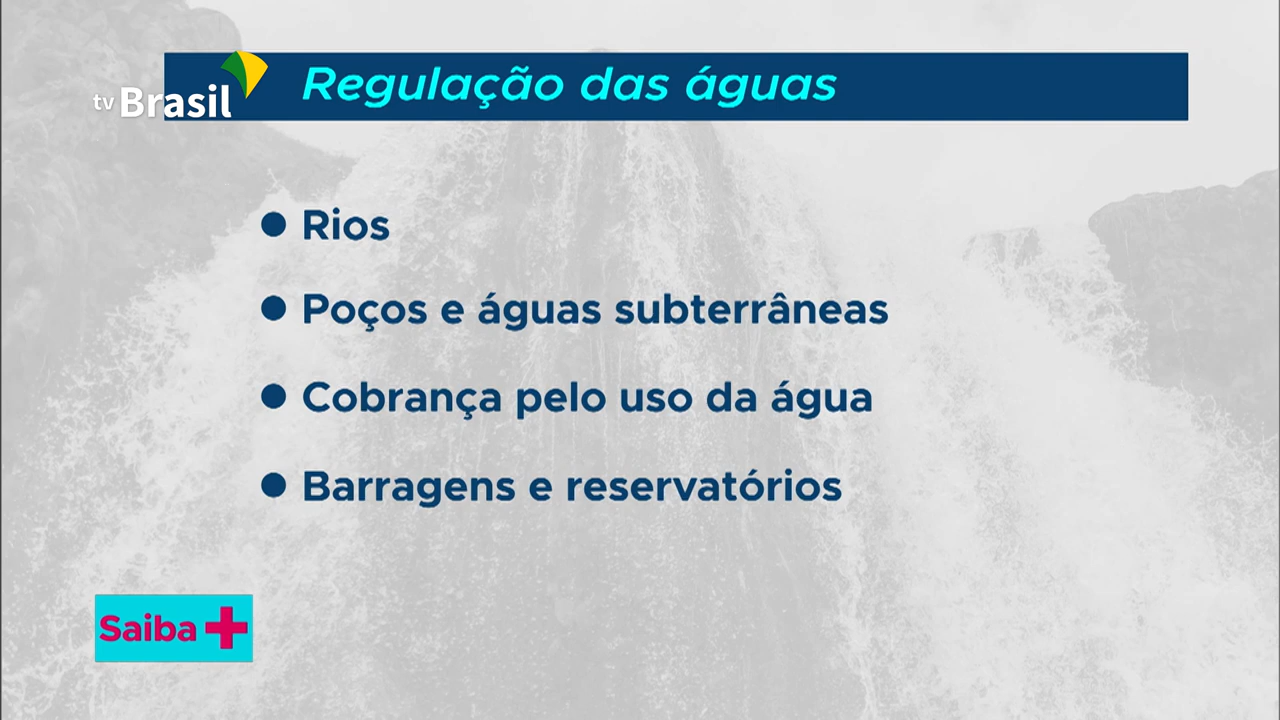 Regulação das águas
tv Brasil
Rios
Poços e águas subterrâneas
Cobrança pelo uso da água
Barragens e reservatórios
Saiba +